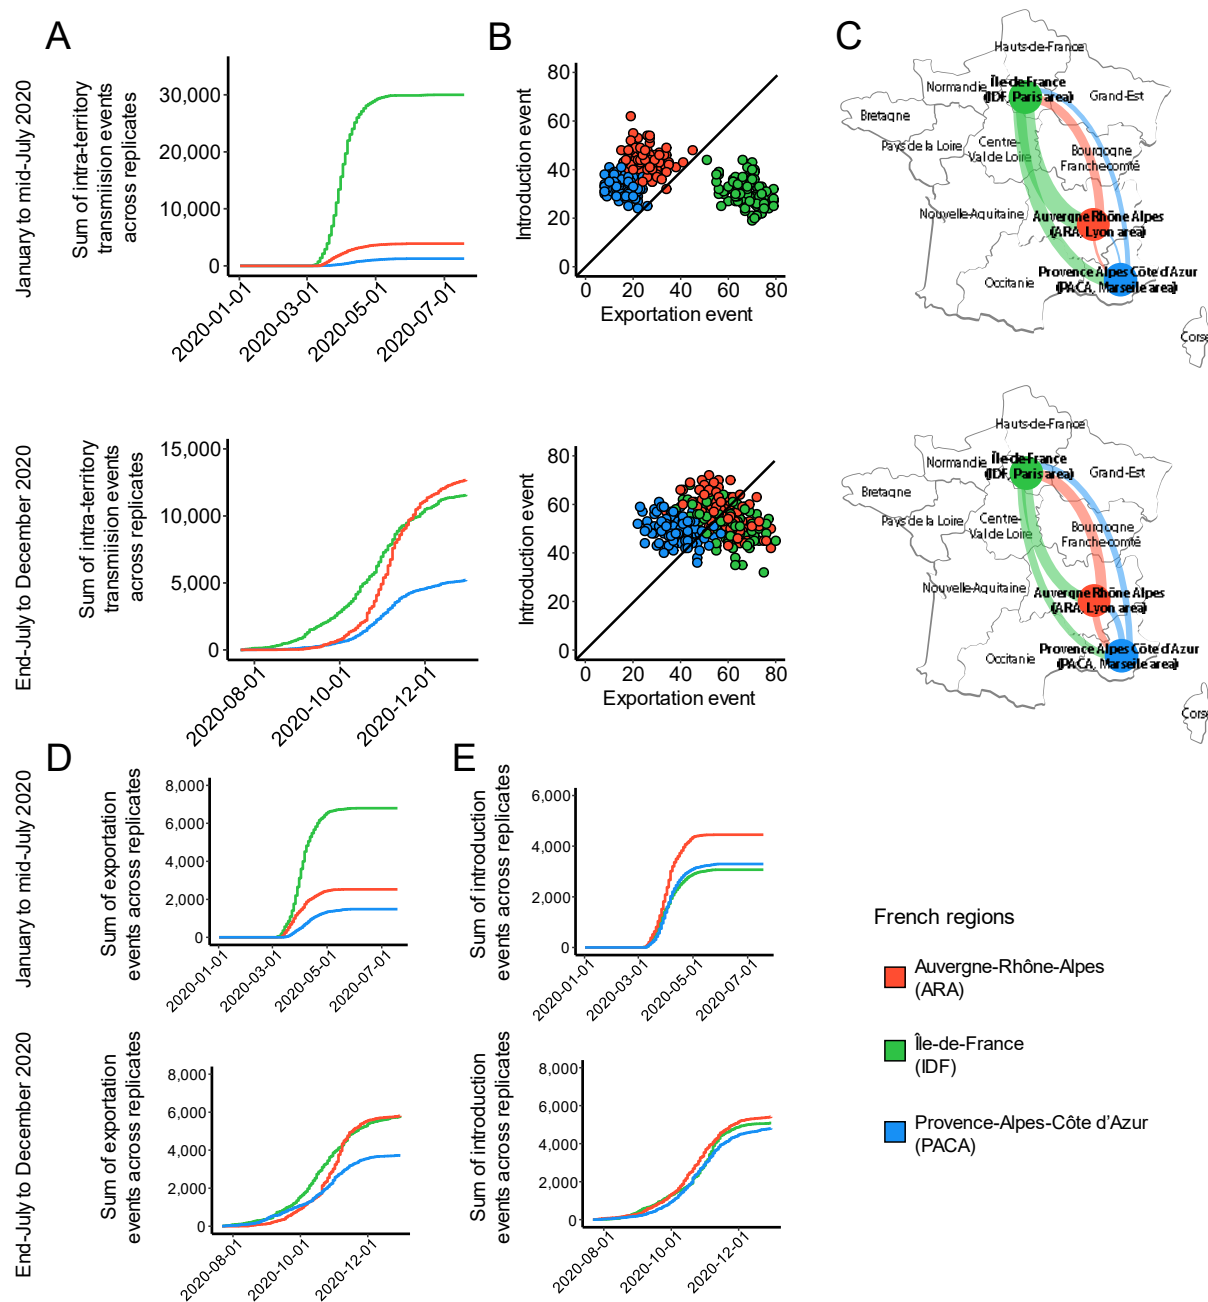 A
B
C
January to mid-July 2020
Sum of intra-territory
transmiision events
across replicates
30,000
20,000
10,000
0
2020-01-01
2020-03-01
2020-05-01
2020-07-01
Introduction event
80
60
40
20
0
0
20
40
60
80
Exportation event
Hauts-de-France
Normandie
Île-de-France
(IDF, Paris area)
Grand-Est
Bretagne
Pays de la Loire
Centre-
Val de Loire
Bourgogne
Franche-comté
Nouvelle-Aquitaine
Auvergne Rhône Alpes
(ARA, Lyon area)
Provence Alpes Côte d'Azur
(PACA, Marseile area)
Occitanie
Corse
End-July to December 2020
Sum of intra-territory
transmiision events
across replicates
15,000
10,000
5,000
0
2020-08-01
2020-10-01
2020-12-01
Introduction event
80
60
40
20
0
0
20
40
60
80
Exportation event
Hauts-de-France
Normandie
Île-de-France
(IDF, Paris area)
Grand-Est
Bretagne
Pays de la Loire
Centre-
Val de Loire
Bourgogne
Franche-comté
Nouvelle-Aquitaine
Auvergne Rhône Alpes
(ARA, Lyon area)
Provence Alpes Côte d'Azur
(PACA, Marseile area)
Occitanie
Corse
D
E
January to mid-July 2020
Sum of exportation
events across replicates
8,000
6,000
4,000
2,000
0
2020-01-01
2020-03-01
2020-05-01
2020-07-01
Sum of introduction
events across replicates
6,000
4,000
2,000
0
2020-01-01
2020-03-01
2020-05-01
2020-07-01
End-July to December 2020
Sum of exportation
events across replicates
8,000
6,000
4,000
2,000
0
2020-08-01
2020-10-01
2020-12-01
Sum of introduction
events across replicates
8,000
6,000
4,000
2,000
0
2020-08-01
2020-10-01
2020-12-01
French regions
Auvergne-Rhône-Alpes
(ARA)
Île-de-France
(IDF)
Provence-Alpes-Côte d'Azur
(PACA)